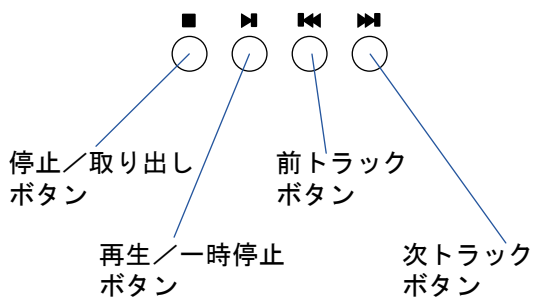 停止／取り出し
ボタン
前トラック
ボタン
再生／一時停止
ボタン
次トラック
ボタン